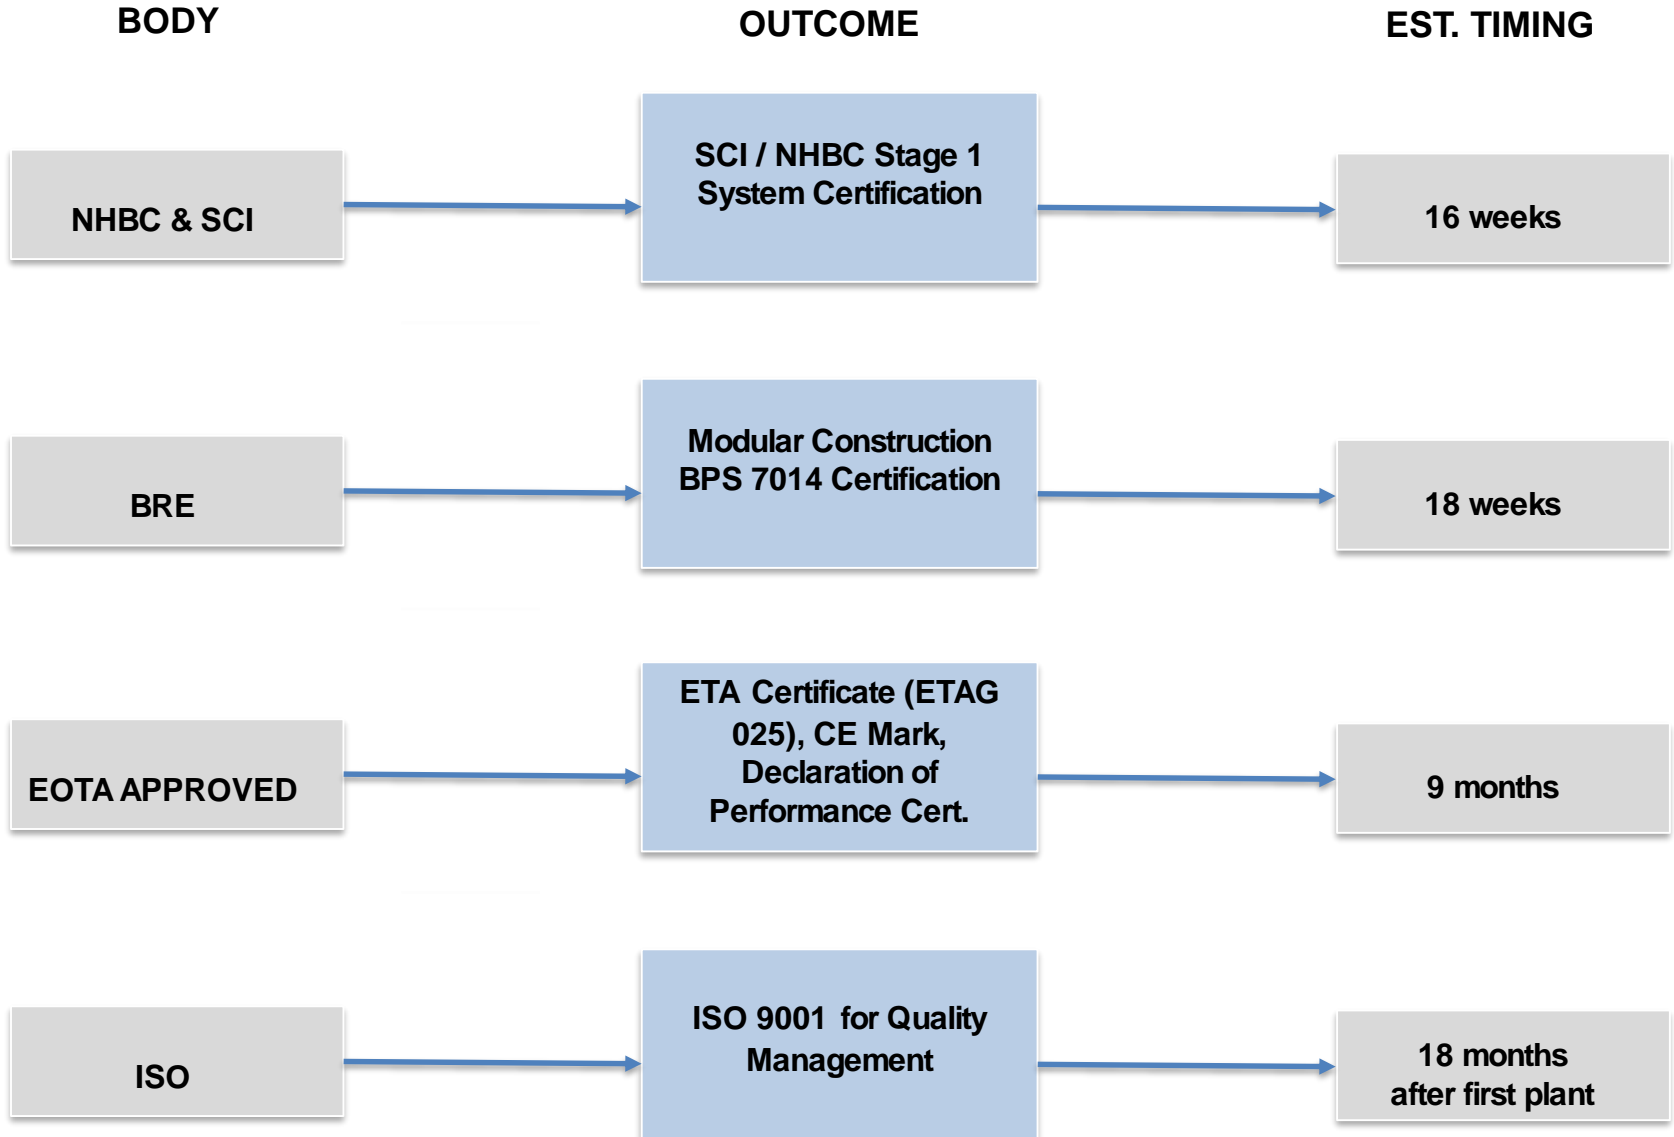 BODY
OUTCOME
EST. TIMING
NHBC & SCI
SCI / NHBC Stage 1
System Certification
16 weeks
BRE
Modular Construction
BPS 7014 Certification
18 weeks
EOTA APPROVED
ETA Certificate (ETAG
025), CE Mark,
Declaration of
Performance Cert.
9 months
ISO
ISO 9001 for Quality
Management
18 months
after first plant